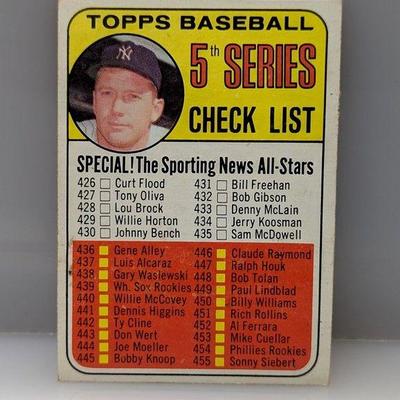 TOPPS BASEBALL
5th SERIES
CHECK LIST
SPECIAL! The Sporting News All-Stars
426 Curt Flood 431 Bill Freehan
427 Tony Oliva 432 Bob Gibson
428 Lou Brock 433 Denny McLain
429 Willie Horton 434 Jerry Koosman
430 Johnny Bench 435 Sam McDowell
436 Gene Alley 446 Claude Raymond
437 Luis Alcaraz 447 Ralph Houk
438 Gary Waslewski 448 Bob Tolan
439 Wh. Sox Rookies 449 Paul Lindblad
440 Willie McCovey 450 Billy Williams
441 Dennis Higgins 451 Rich Rollins
442 Ty Cline 452 Al Ferrara
443 Don Wert 453 Mike Cuellar
444 Joe Moeller 454 Phillies Rookies
445 Bobby Knoop 455 Sonny Siebert